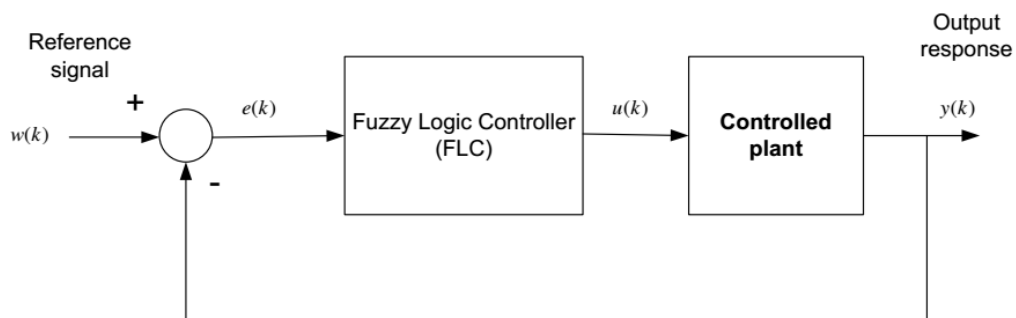 Reference
signal
+
w(k)
-
e(k)
Fuzzy Logic Controller
(FLC)
u(k)
Controlled
plant
Output
response
y(k)